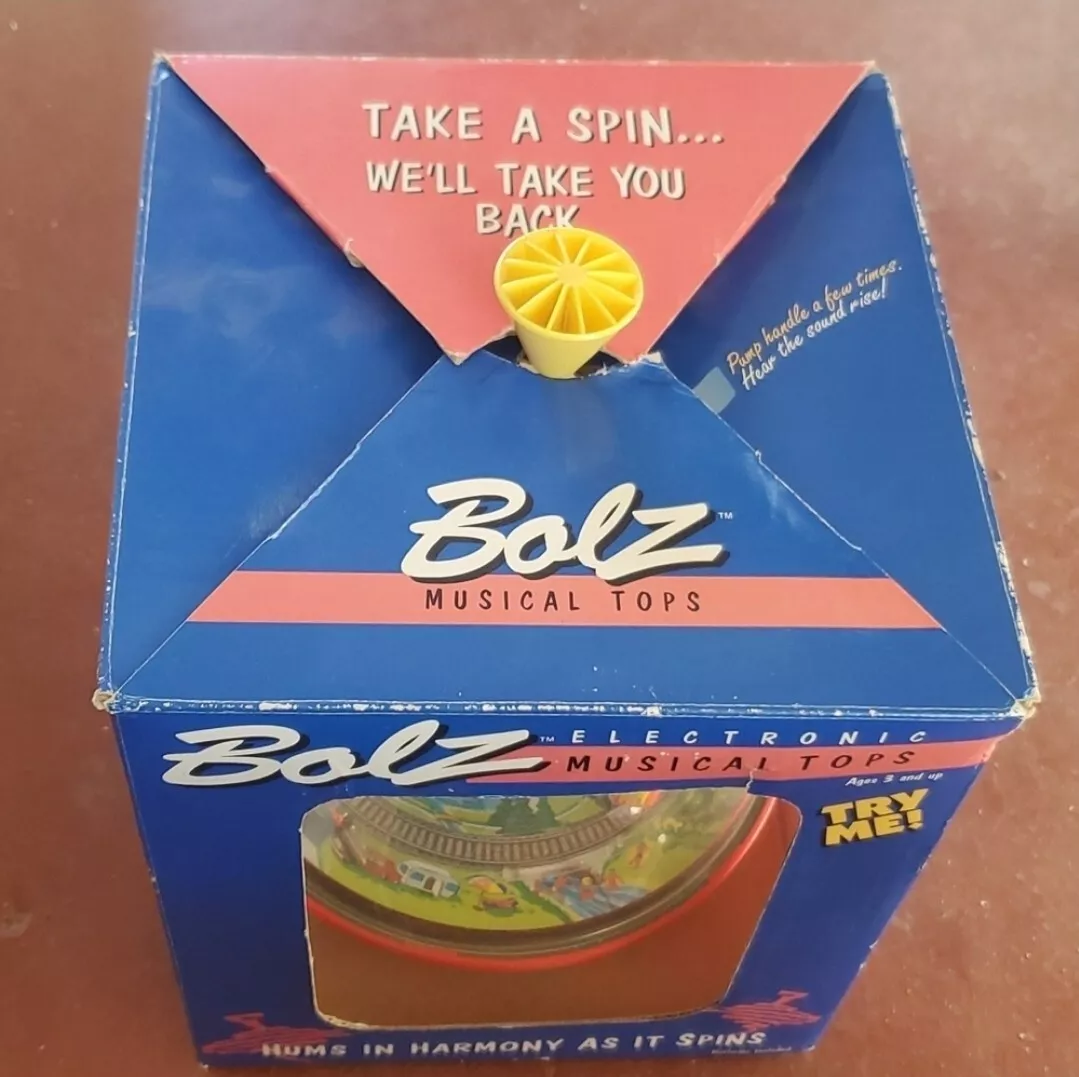 TAKE A SPIN...
WE'LL TAKE YOU
BACK
Pump handle a few times.
Hear the sound rise!
Bolz™
MUSICAL TOPS
Bolz™ ELECTRONIC
MUSICAL TOPS
Ages 3 and up
TRY
ME!
HUMS IN HARMONY AS IT SPINS